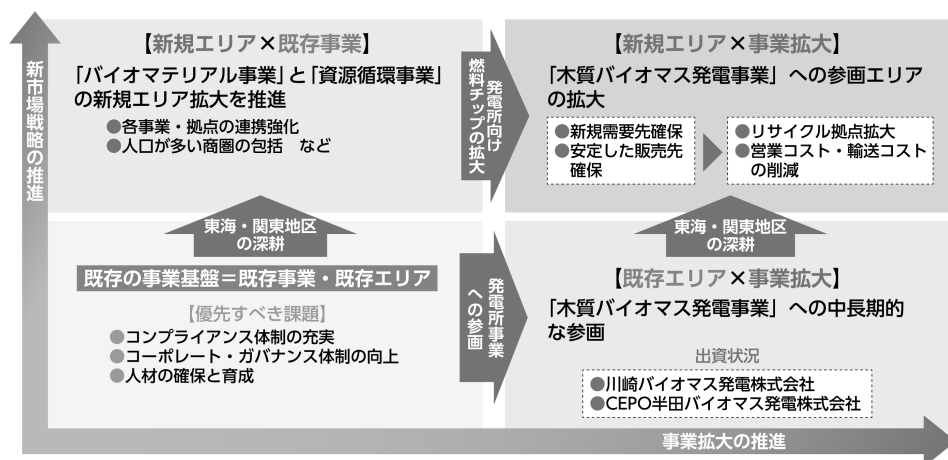 新市場戦略の推進
【新規エリア×既存事業】
「バイオマテリアル事業」と「資源循環事業」
の新規エリア拡大を推進
●各事業・拠点の連携強化
●人口が多い商圏の包括　など
発電所向け
燃料チップの拡大
【新規エリア×事業拡大】
「木質バイオマス発電事業」への参画エリア
の拡大
●新規需要先確保
●安定した販売先
確保
●リサイクル拠点拡大
●営業コスト・輸送コスト
の削減
東海・関東地区
の深耕
東海・関東地区
の深耕
既存の事業基盤＝既存事業・既存エリア
【優先すべき課題】
●コンプライアンス体制の充実
●コーポレート・ガバナンス体制の向上
●人材の確保と育成
発電所事業
への参画
【既存エリア×事業拡大】
「木質バイオマス発電事業」への中長期的
な参画
出資状況
●川崎バイオマス発電株式会社
●CEPO半田バイオマス発電株式会社
事業拡大の推進